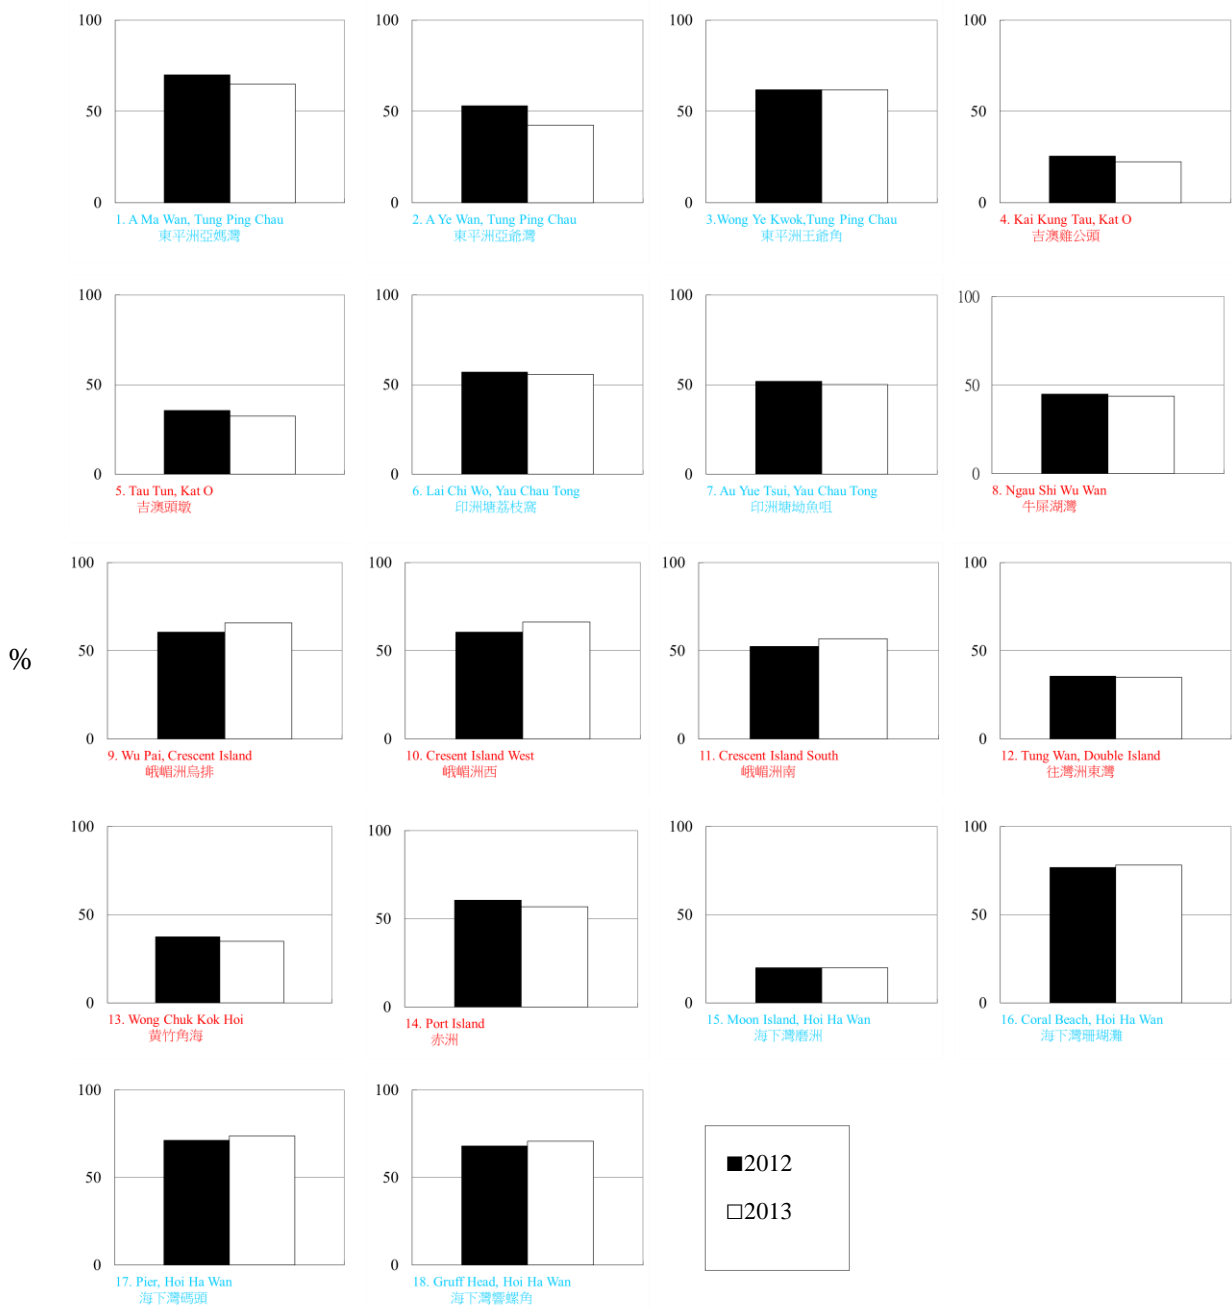 100
50
0
1. A Ma Wan, Tung Ping Chau
東平洲亞媽灣
100
50
0
2. A Ye Wan, Tung Ping Chau
東平洲亞爺灣
100
50
0
3.Wong Ye Kwok,Tung Ping Chau
東平洲王爺角
100
50
0
4. Kai Kung Tau, Kat O
吉澳雞公頭
100
50
0
5. Tau Tun, Kat O
吉澳頭墩
100
50
0
6. Lai Chi Wo, Yau Chau Tong
印洲塘荔枝窩
100
50
0
7. Au Yue Tsui, Yau Chau Tong
印洲塘坳魚咀
100
50
0
8. Ngau Shi Wu Wan
牛屎湖灣
%
100
50
0
9. Wu Pai, Crescent Island
峨嵋洲烏排
100
50
0
10. Cresent Island West
峨嵋洲西
100
50
0
11. Crescent Island South
峨嵋洲南
100
50
0
12. Tung Wan, Double Island
往灣洲東灣
100
50
0
13. Wong Chuk Kok Hoi
黃竹角海
100
50
0
14. Port Island
赤洲
100
50
0
15. Moon Island, Hoi Ha Wan
海下灣磨洲
100
50
0
16. Coral Beach, Hoi Ha Wan
海下灣珊瑚灘
100
50
0
17. Pier, Hoi Ha Wan
海下灣碼頭
100
50
0
18. Gruff Head, Hoi Ha Wan
海下灣響螺角
2012
2013